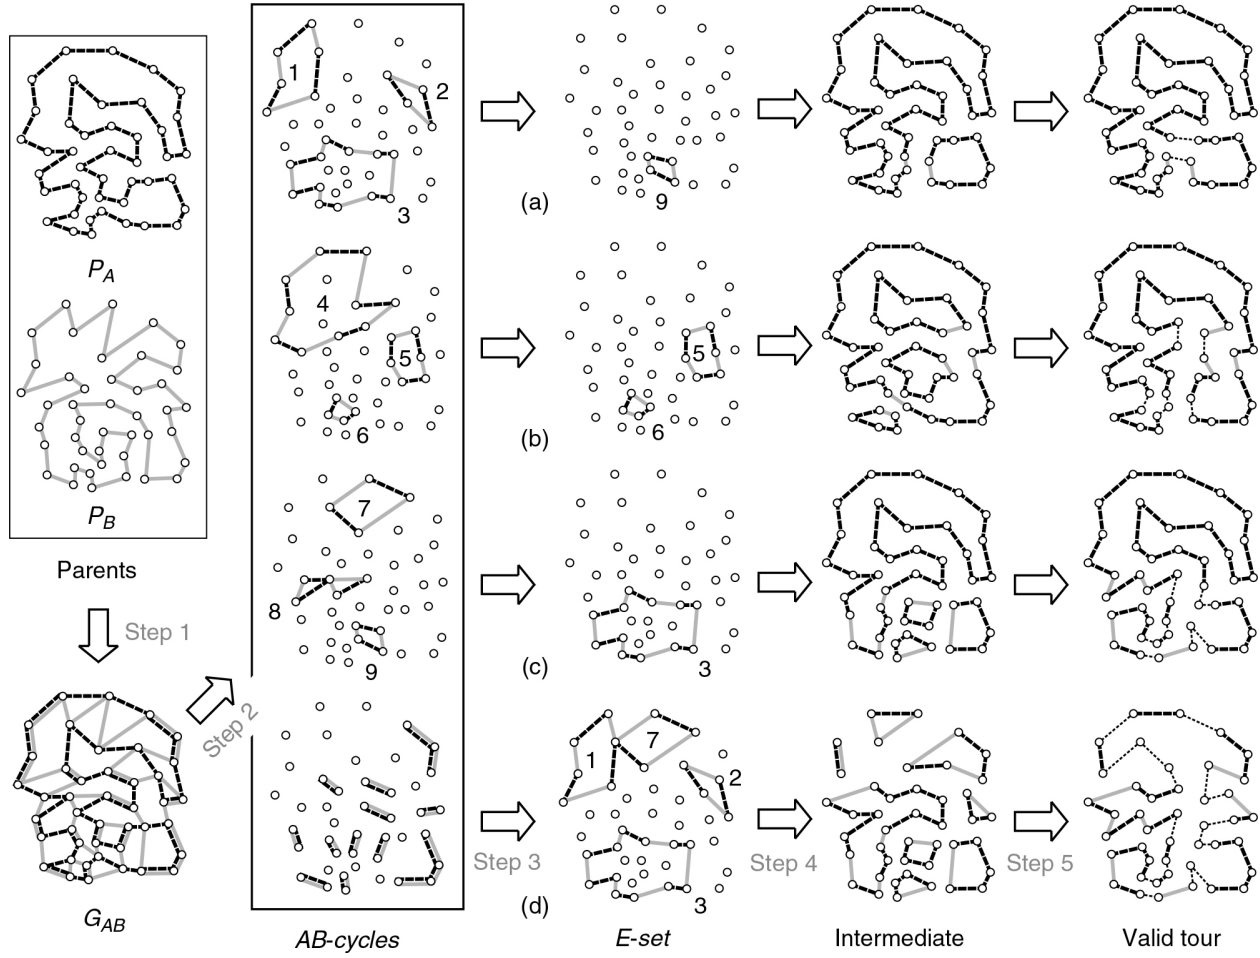 P_A
P_B
Parents
Step 1
G_AB
Step 2
1
2
3
4
5
6
7
8
9
AB-cycles
Step 3
9
(a)
5
6
(b)
3
(c)
1
7
2
3
(d)
E-set
Step 4
Intermediate
Step 5
Valid tour